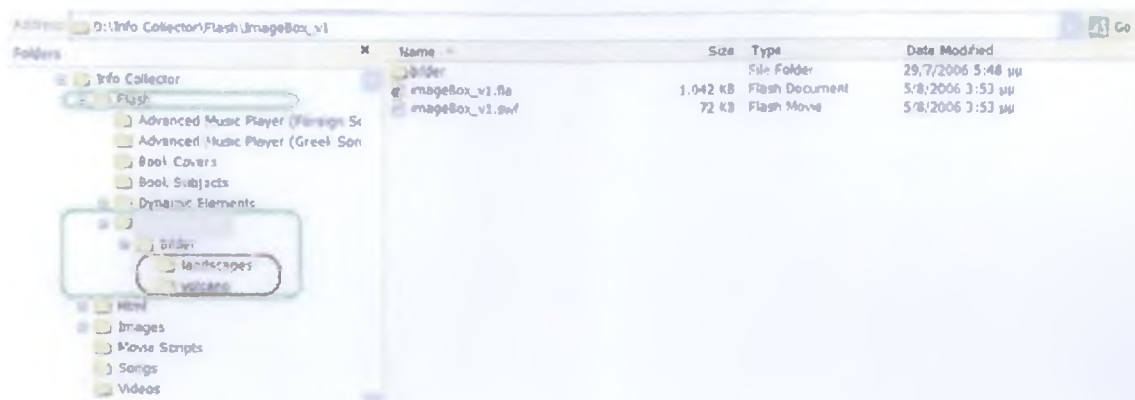 Address D:\Info Collector\Flash\ImageBox_v1 Go
Folders
Info Collector
Flash
Advanced Music Player (Foreign So
Advanced Music Player (Greek Son
Book Covers
Book Subjects
Dynamic Elements
bilder
landscapes
volcano
Html
Images
Movie Scripts
Songs
Videos
Name Size Type Date Modified
bilder File Folder 29/7/2006 5:48 μμ
imageBox_v1.fla 1.042 KB Flash Document 5/8/2006 3:53 μμ
imageBox_v1.swf 72 KB Flash Movie 5/8/2006 3:53 μμ